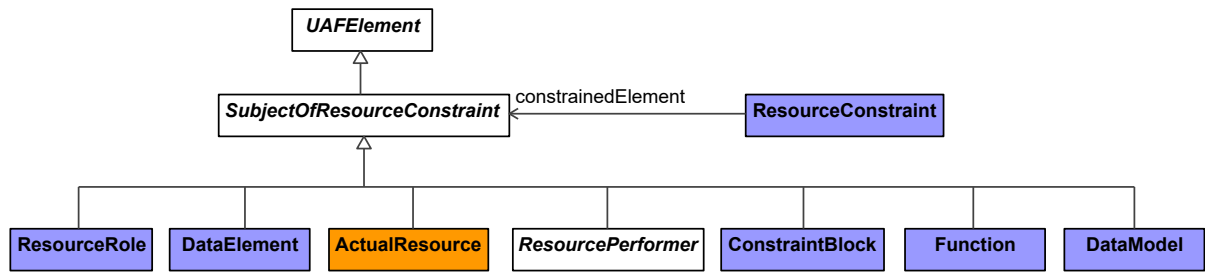 UAFElement
SubjectOfResourceConstraint
constrainedElement
ResourceConstraint
ResourceRole
DataElement
ActualResource
ResourcePerformer
ConstraintBlock
Function
DataModel